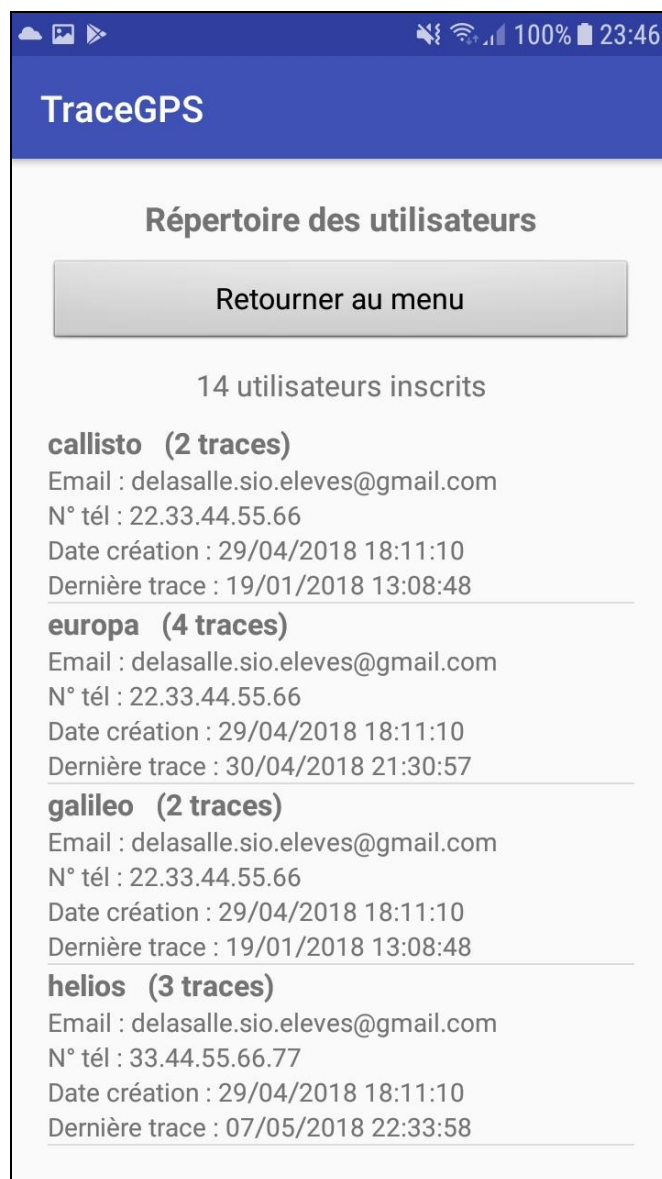 100% 23:46
TraceGPS
Répertoire des utilisateurs
Retourner au menu
14 utilisateurs inscrits
callisto (2 traces)
Email : delasalle.sio.eleves@gmail.com
N° tél : 22.33.44.55.66
Date création : 29/04/2018 18:11:10
Dernière trace : 19/01/2018 13:08:48
europa (4 traces)
Email : delasalle.sio.eleves@gmail.com
N° tél : 22.33.44.55.66
Date création : 29/04/2018 18:11:10
Dernière trace : 30/04/2018 21:30:57
galileo (2 traces)
Email : delasalle.sio.eleves@gmail.com
N° tél : 22.33.44.55.66
Date création : 29/04/2018 18:11:10
Dernière trace : 19/01/2018 13:08:48
helios (3 traces)
Email : delasalle.sio.eleves@gmail.com
N° tél : 33.44.55.66.77
Date création : 29/04/2018 18:11:10
Dernière trace : 07/05/2018 22:33:58